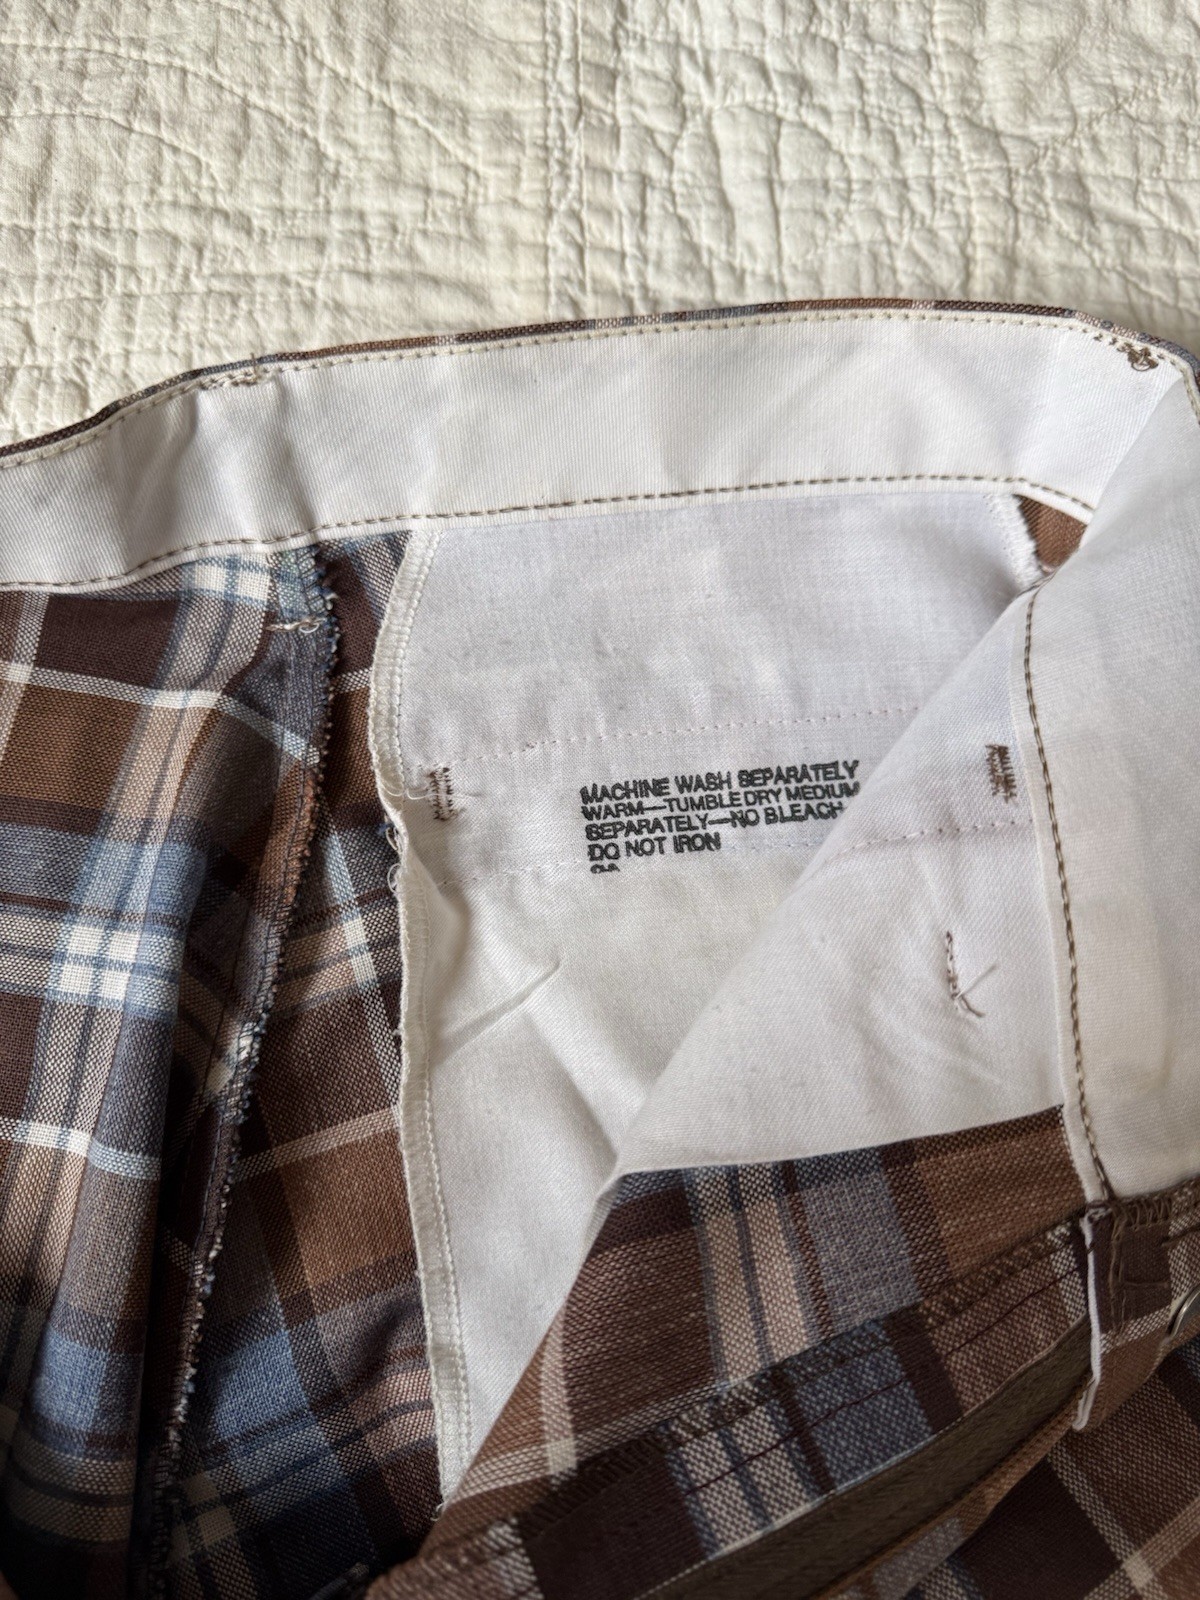 MACHINE WASH SEPARATELY
WARM—TUMBLE DRY MEDIUM
SEPARATELY—NO BLEACH
DO NOT IRON